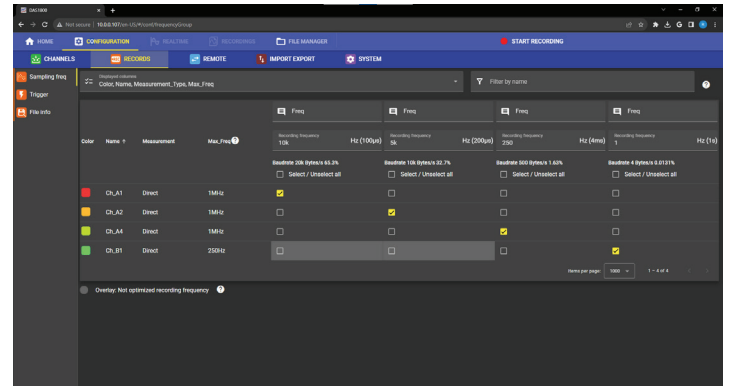 DAS1800
Not secure | 10.0.0.107/en-US/#/conf/frequencyGroup
HOME CONFIGURATION REALTIME RECORDINGS FILE MANAGER START RECORDING
CHANNELS RECORDS REMOTE IMPORT EXPORT SYSTEM
Sampling freq
Trigger
File info
Displayed columns
Color, Name, Measurement_Type, Max_Freq
Filter by name
Freq Freq Freq Freq
Color Name ↑ Measurement Max_Freq
Recording frequency Recording frequency Recording frequency Recording frequency
10k Hz (100µs) 5k Hz (200µs) 250 Hz (4ms) 1 Hz (1s)
Baudrate 20k Bytes/s 65.3% Baudrate 10k Bytes/s 32.7% Baudrate 500 Bytes/s 1.63% Baudrate 4 Bytes/s 0.0131%
Select / Unselect all Select / Unselect all Select / Unselect all Select / Unselect all
Ch_A1 Direct 1MHz
Ch_A2 Direct 1MHz
Ch_A4 Direct 1MHz
Ch_B1 Direct 250Hz
Items per page: 1000 1 – 4 of 4
Overlay: Not optimized recording frequency